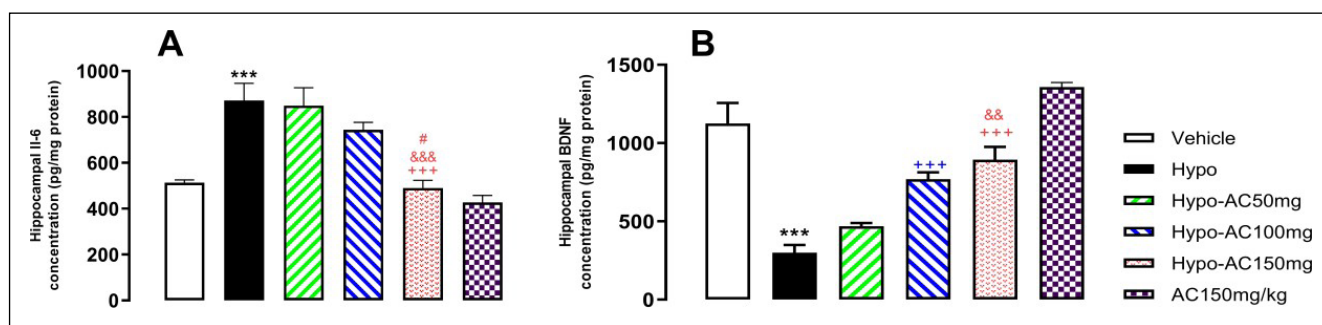 A
Hippocampal Il-6
concentration (pg/mg protein)
1000
800
600
400
200
0
***
#
&&&
+++
B
Hippocampal BDNF
concentration (pg/mg protein)
1500
1000
500
0
***
+++
&&
+++
Vehicle
Hypo
Hypo-AC50mg
Hypo-AC100mg
Hypo-AC150mg
AC150mg/kg